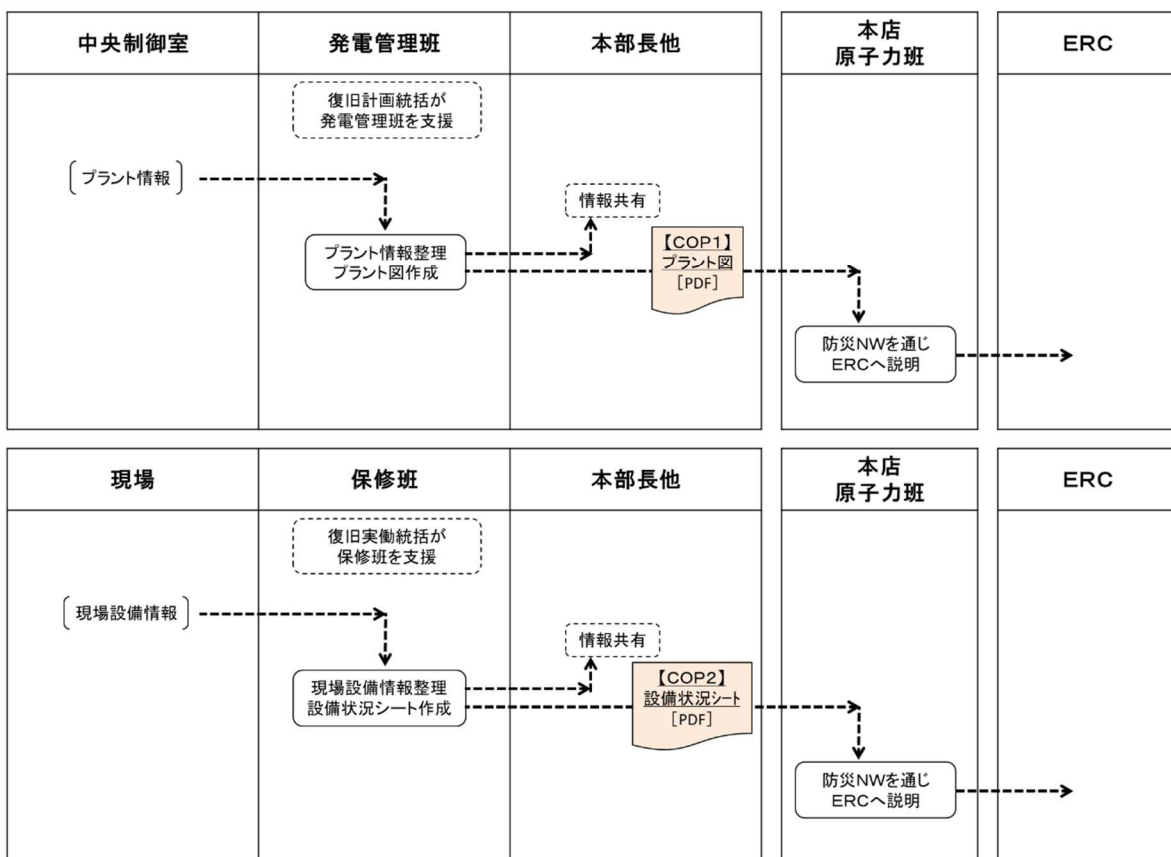 中央制御室
発電管理班
本部長他
本店
原子力班
ERC
復旧計画統括が
発電管理班を支援
プラント情報
情報共有
プラント情報整理
プラント図作成
【COP1】
プラント図
[PDF]
防災NWを通じ
ERCへ説明
現場
保修班
本部長他
本店
原子力班
ERC
復旧実働統括が
保修班を支援
現場設備情報
情報共有
現場設備情報整理
設備状況シート作成
【COP2】
設備状況シート
[PDF]
防災NWを通じ
ERCへ説明